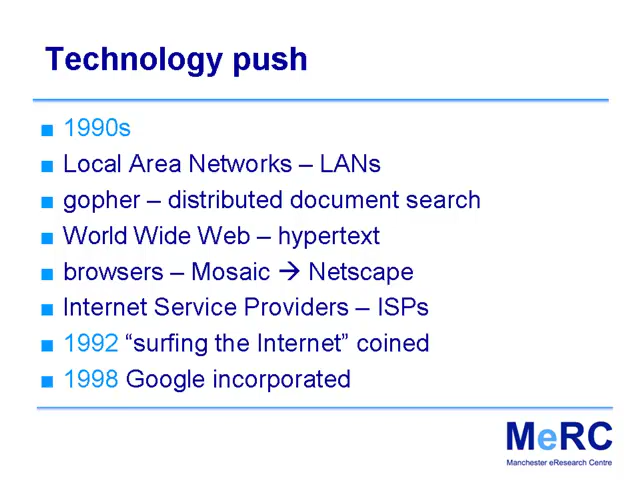 Technology push
■ 1990s
■ Local Area Networks – LANs
■ gopher – distributed document search
■ World Wide Web – hypertext
■ browsers – Mosaic → Netscape
■ Internet Service Providers – ISPs
■ 1992 “surfing the Internet” coined
■ 1998 Google incorporated
MeRC
Manchester eResearch Centre